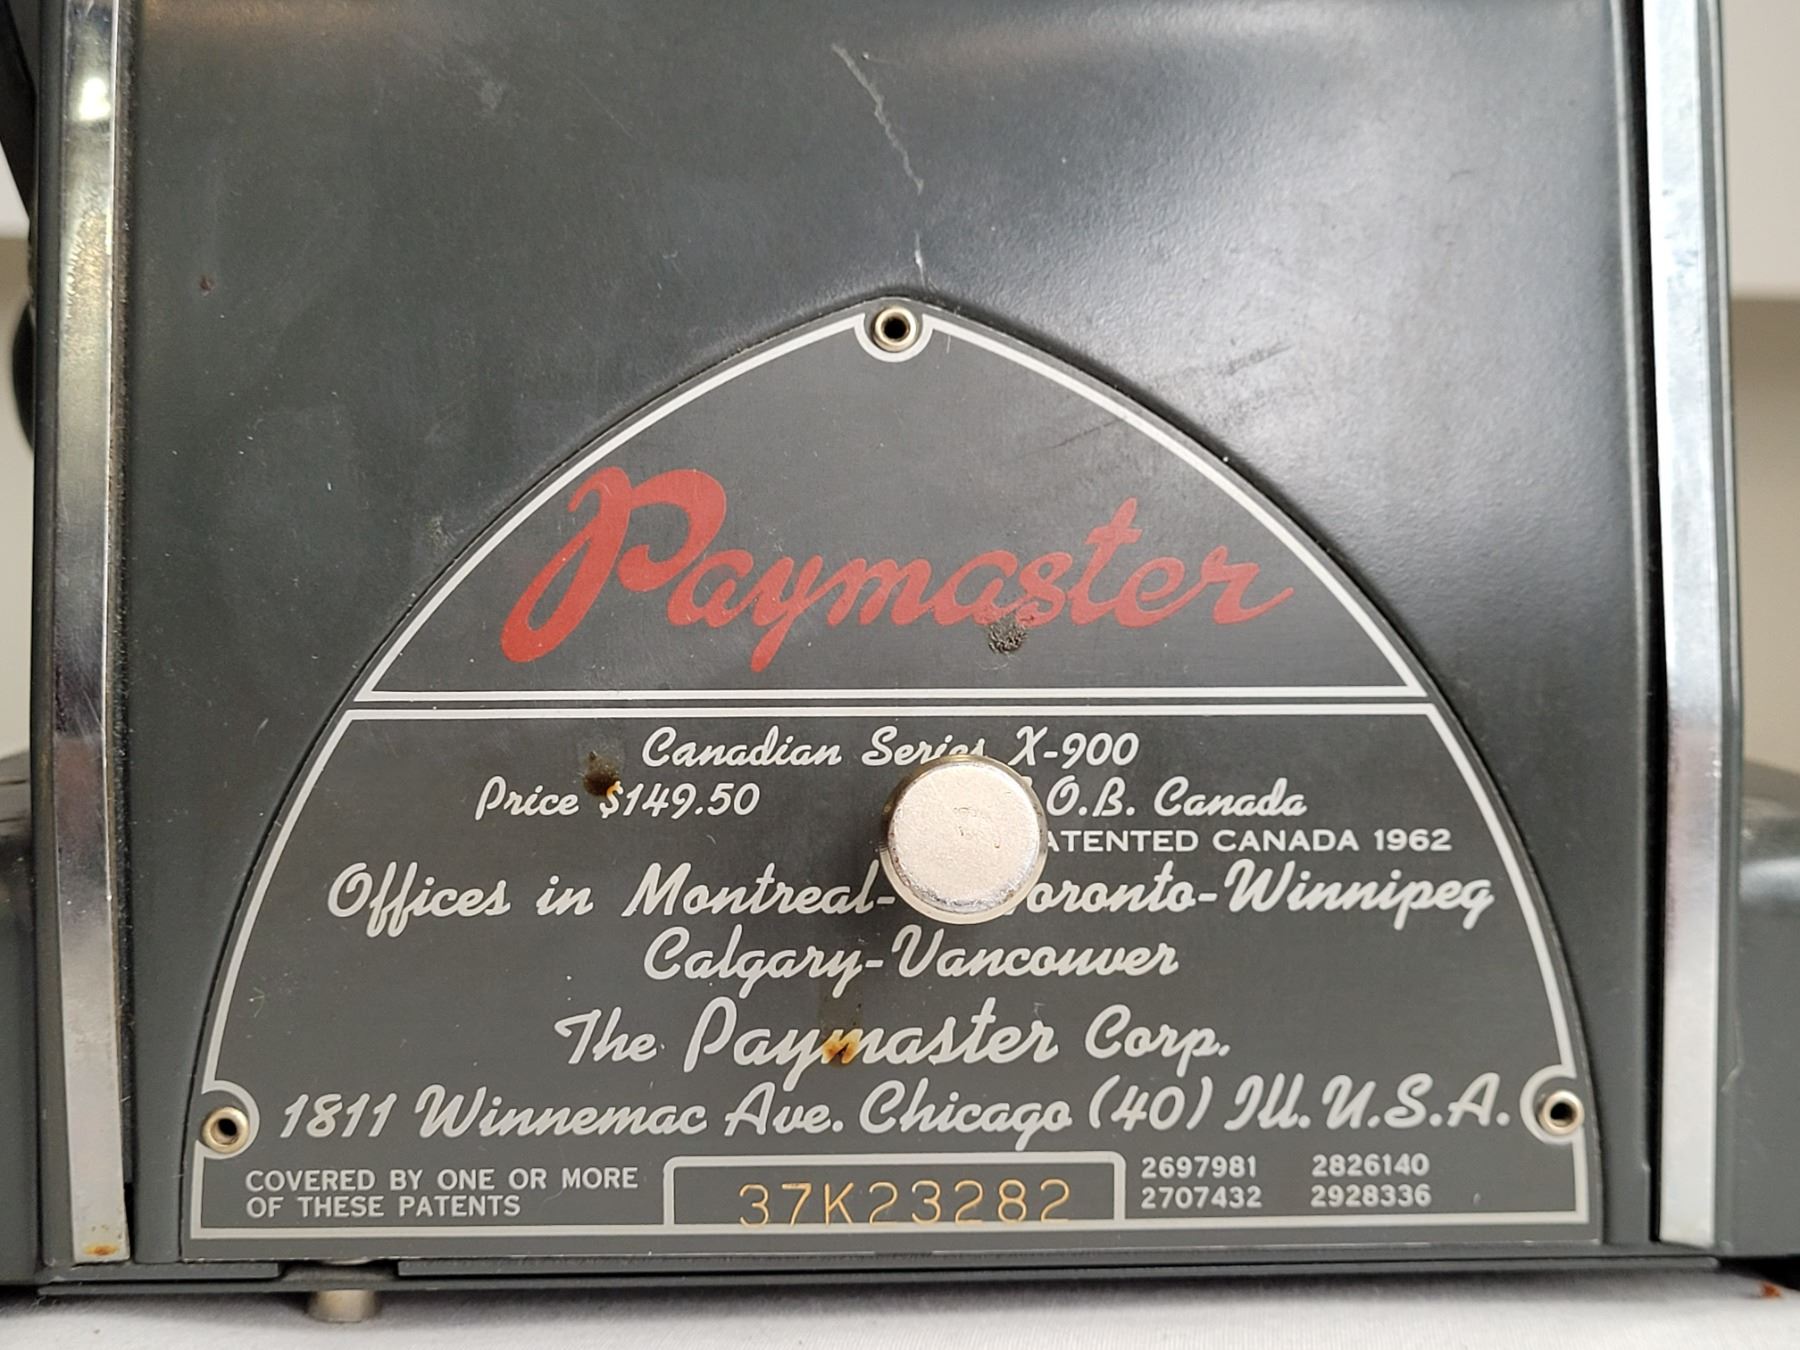 Paymaster
Canadian Series X-900
Price $149.50 O.B. Canada
ATENTED CANADA 1962
Offices in Montreal- oronto-Winnipeg
Calgary-Vancouver
The Paymaster Corp.
1811 Winnemac Ave. Chicago (40) Ill. U.S.A.
COVERED BY ONE OR MORE
OF THESE PATENTS
37K23282
2697981 2826140
2707432 2928336